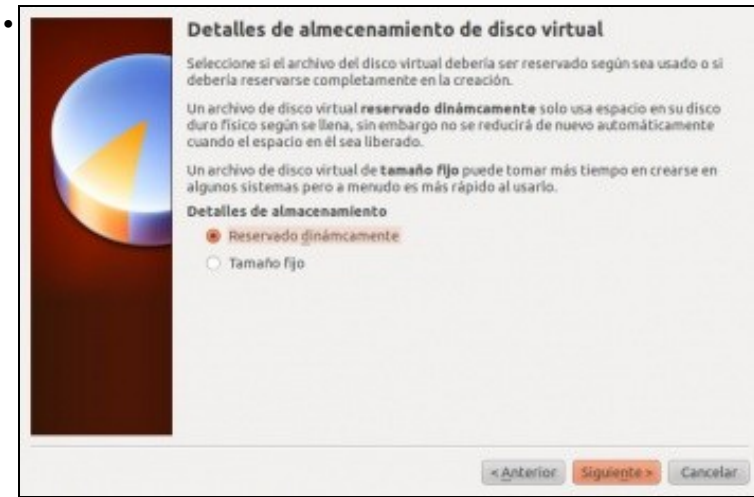 Detalles de almecenamiento de disco virtual
Seleccione si el archivo del disco virtual debería ser reservado según sea usado o si
debería reservarse completamente en la creación.
Un archivo de disco virtual reservado dinámcamente solo usa espacio en su disco
duro físico según se llena, sin embargo no se reducirá de nuevo automáticamente
cuando el espacio en él sea liberado.
Un archivo de disco virtual de tamaño fijo puede tomar más tiempo en crearse en
algunos sistemas pero a menudo es más rápido al usarlo.
Detalles de almacenamiento
Reservado dinámcamente
Tamaño fijo
< Anterior Siguiente > Cancelar